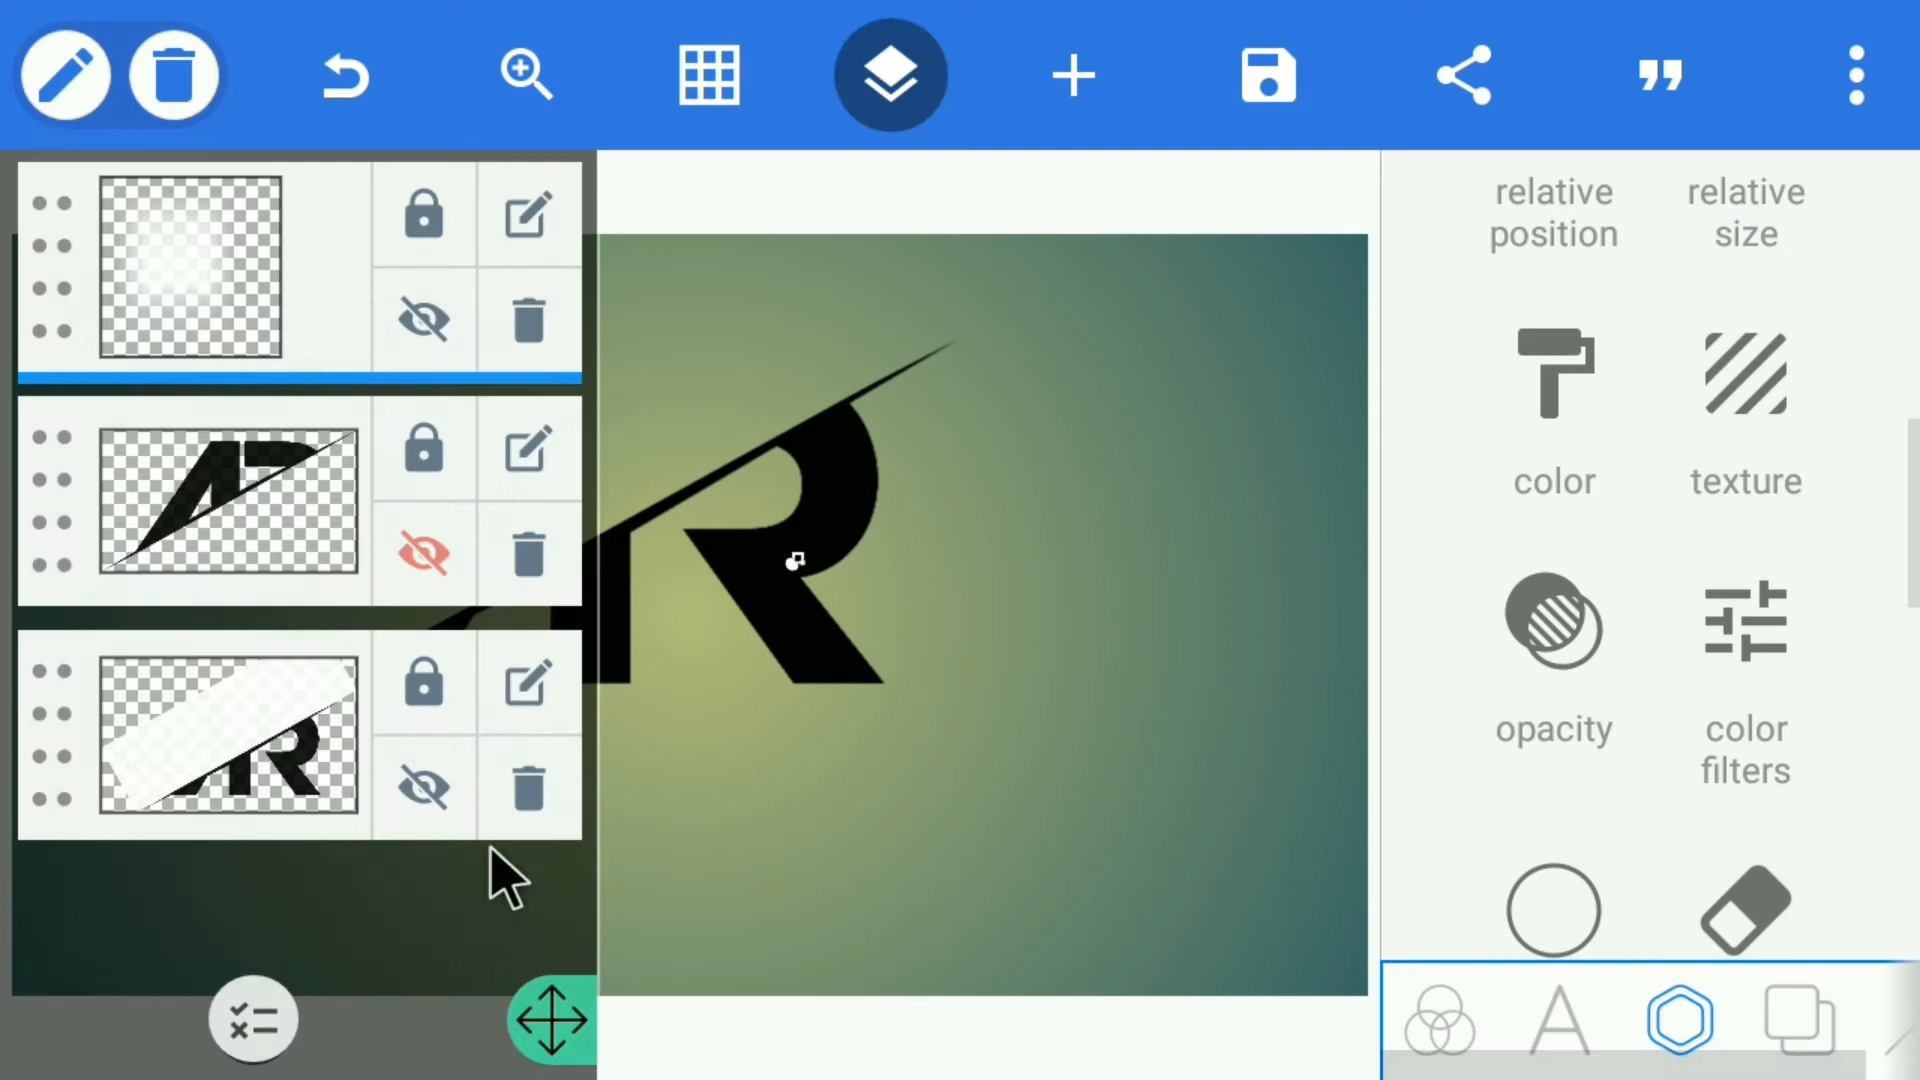 relative
position
relative
size
color
texture
opacity
color
filters
R